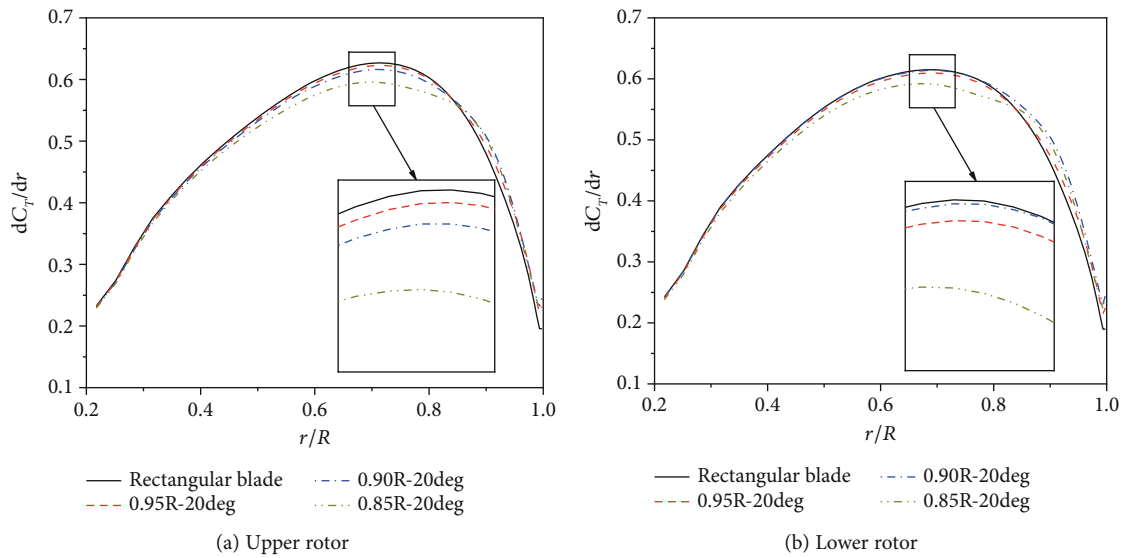 0.7
0.6
0.5
0.4
0.3
0.2
0.1
dC_T/dr
0.2 0.4 0.6 0.8 1.0
r/R
Rectangular blade 0.90R-20deg
0.95R-20deg 0.85R-20deg
(a) Upper rotor
0.7
0.6
0.5
0.4
0.3
0.2
0.1
dC_T/dr
0.2 0.4 0.6 0.8 1.0
r/R
Rectangular blade 0.90R-20deg
0.95R-20deg 0.85R-20deg
(b) Lower rotor